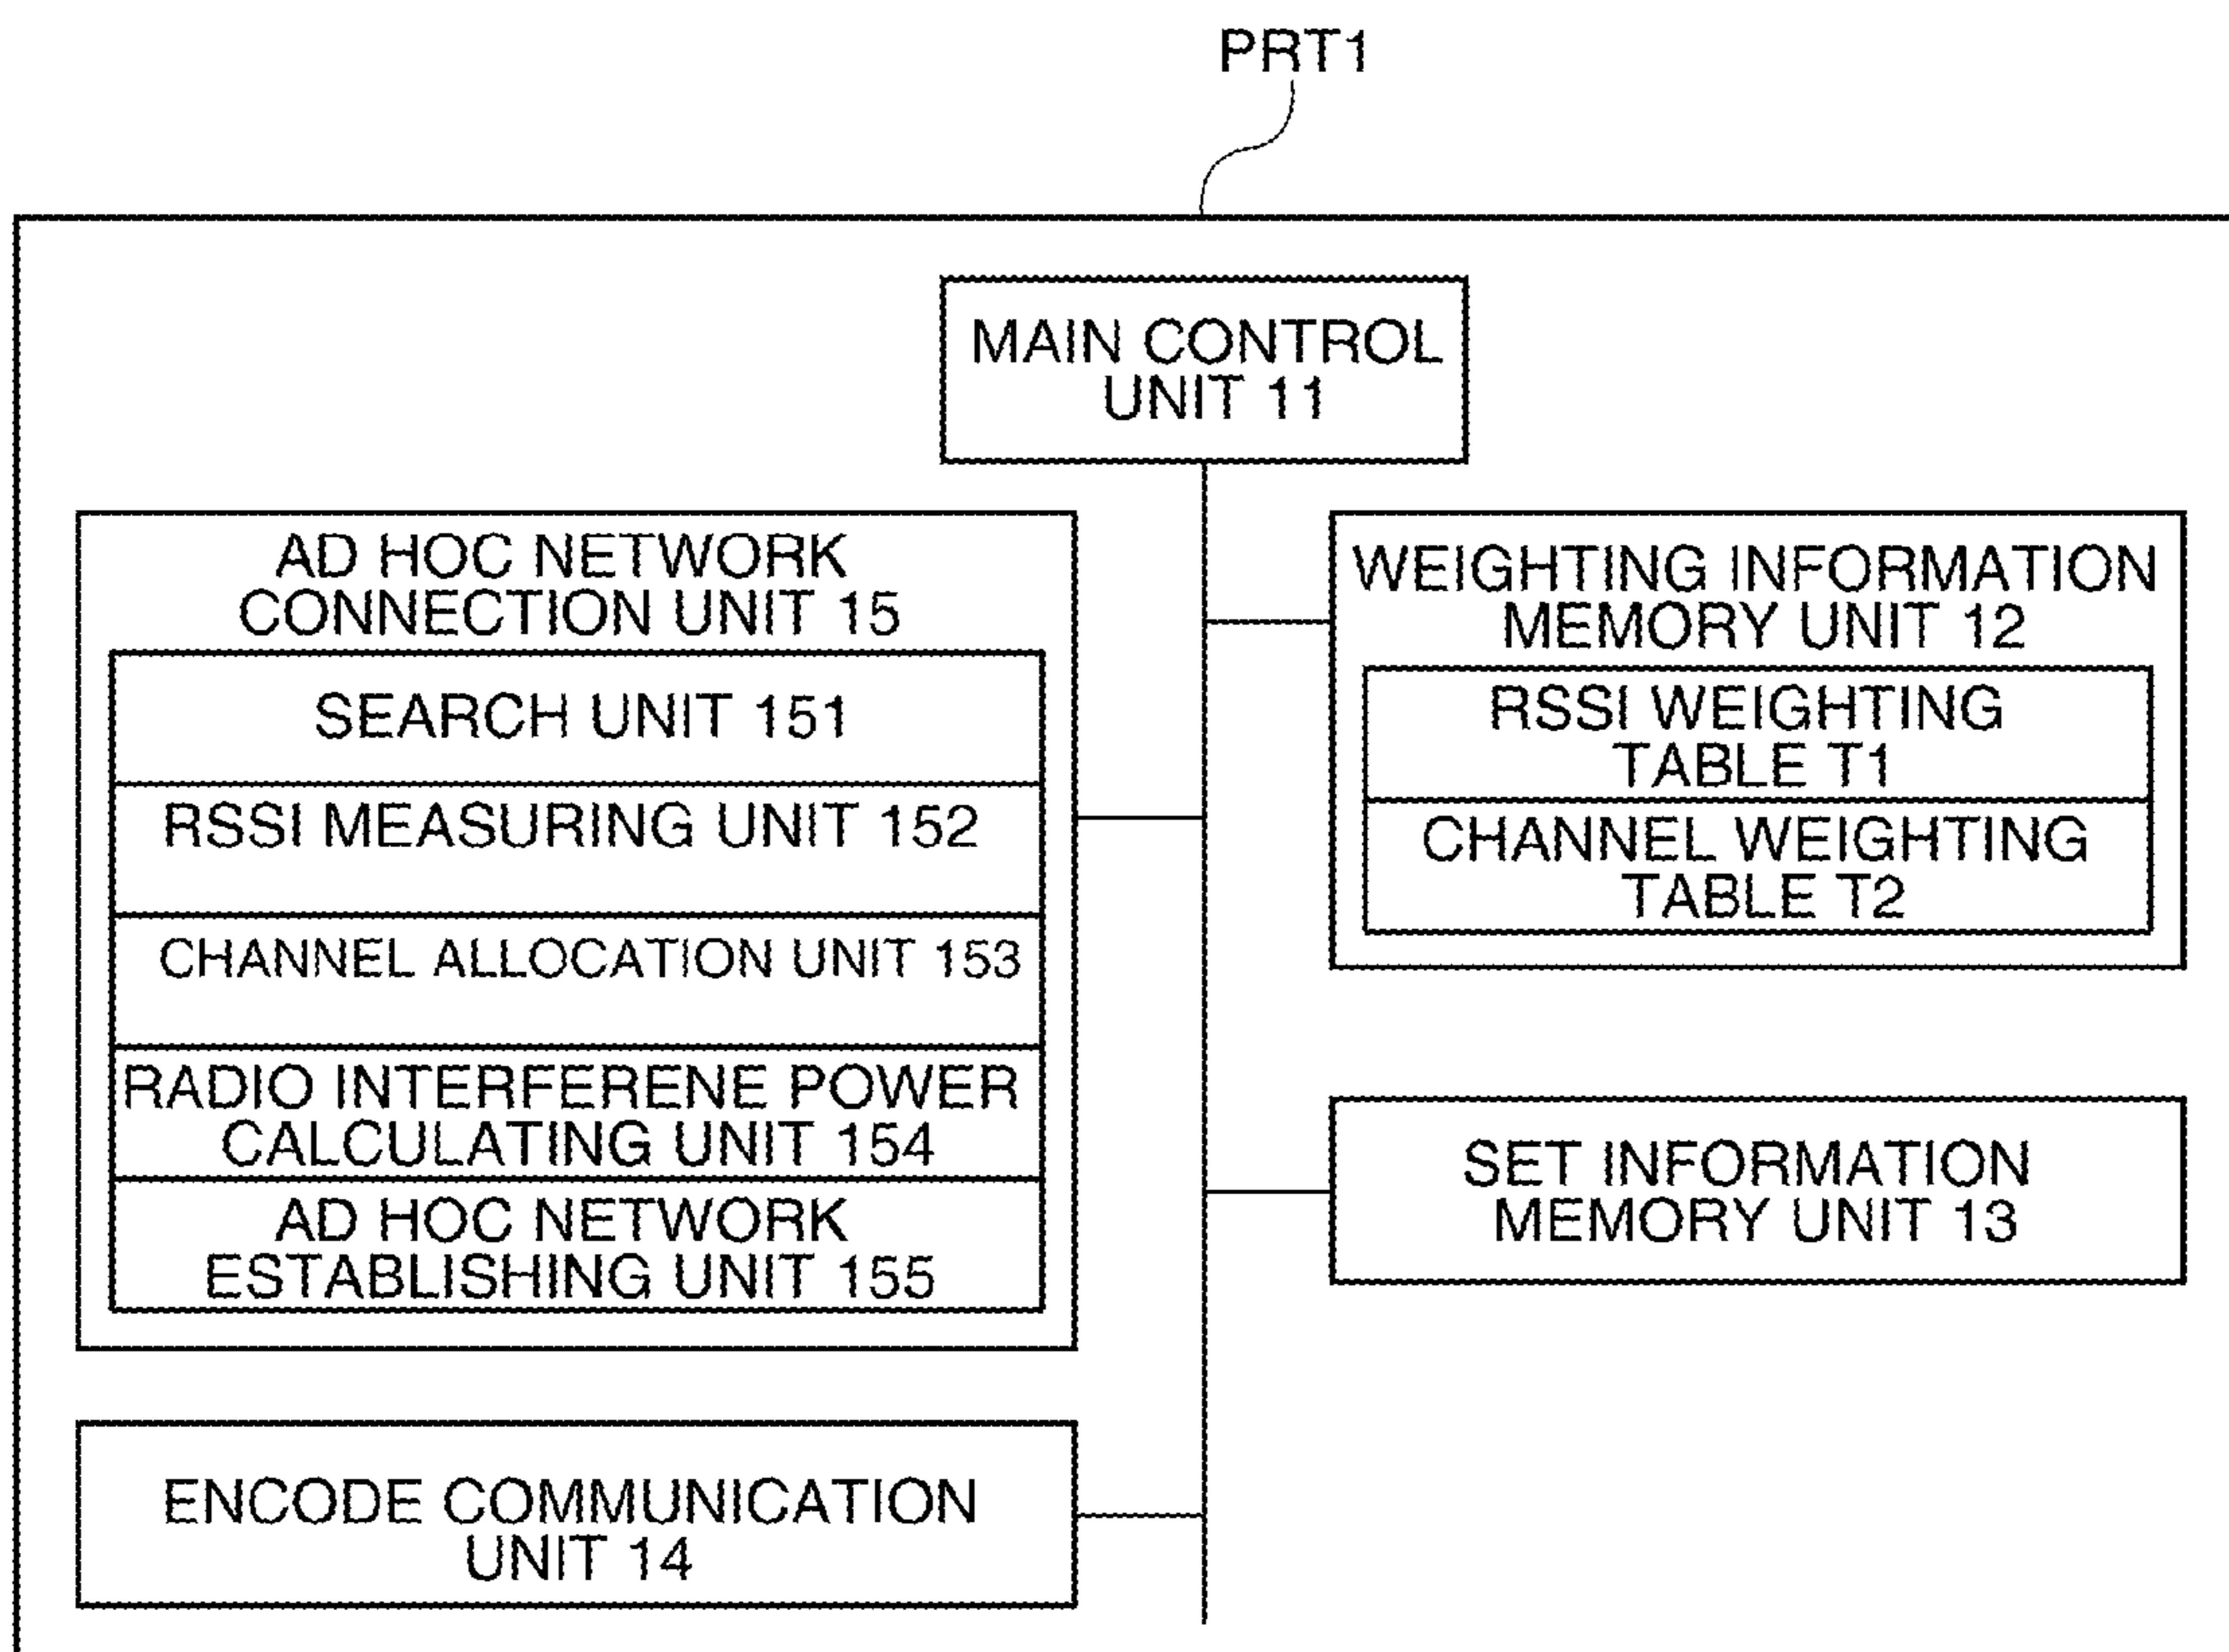 PRT1
MAIN CONTROL
UNIT 11
AD HOC NETWORK
CONNECTION UNIT 15
SEARCH UNIT 151
RSSI MEASURING UNIT 152
CHANNEL ALLOCATION UNIT 153
RADIO INTERFERENE POWER
CALCULATING UNIT 154
AD HOC NETWORK
ESTABLISHING UNIT 155
ENCODE COMMUNICATION
UNIT 14
WEIGHTING INFORMATION
MEMORY UNIT 12
RSSI WEIGHTING
TABLE T1
CHANNEL WEIGHTING
TABLE T2
SET INFORMATION
MEMORY UNIT 13